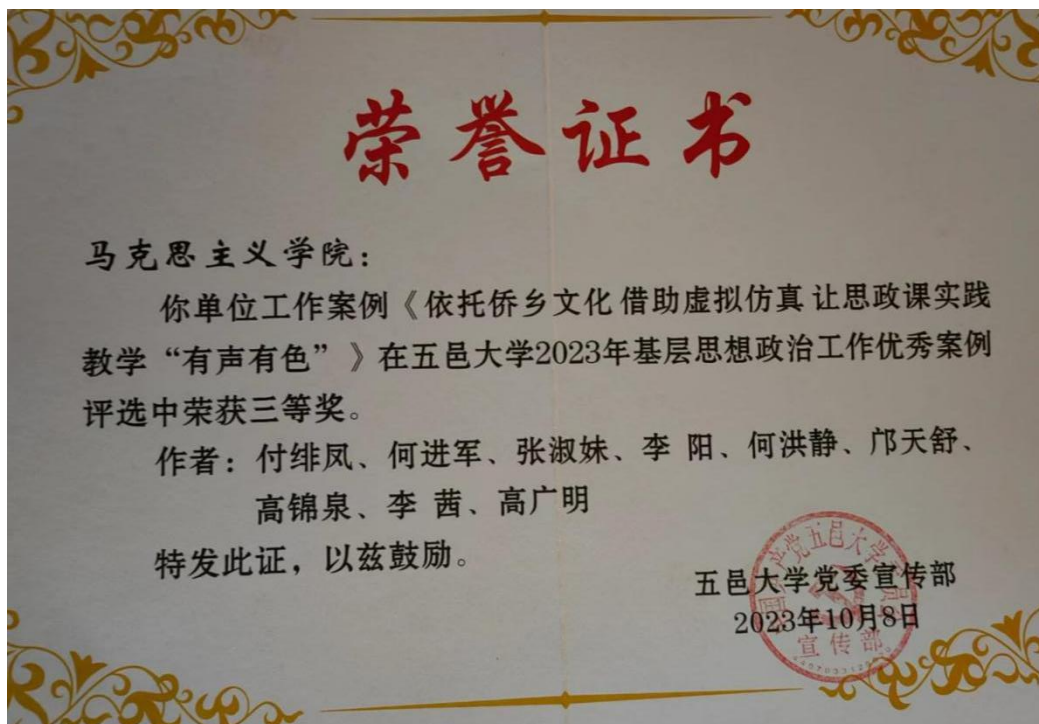 荣誉证书
马克思主义学院：
你单位工作案例《依托侨乡文化 借助虚拟仿真 让思政课实践
教学“有声有色”》在五邑大学2023年基层思想政治工作优秀案例
评选中荣获三等奖。
作者：付绯凤、何进军、张淑妹、李 阳、何洪静、邝天舒、
高锦泉、李 茜、高广明
特发此证，以兹鼓励。
五邑大学党委宣传部
2023年10月8日
宣传部